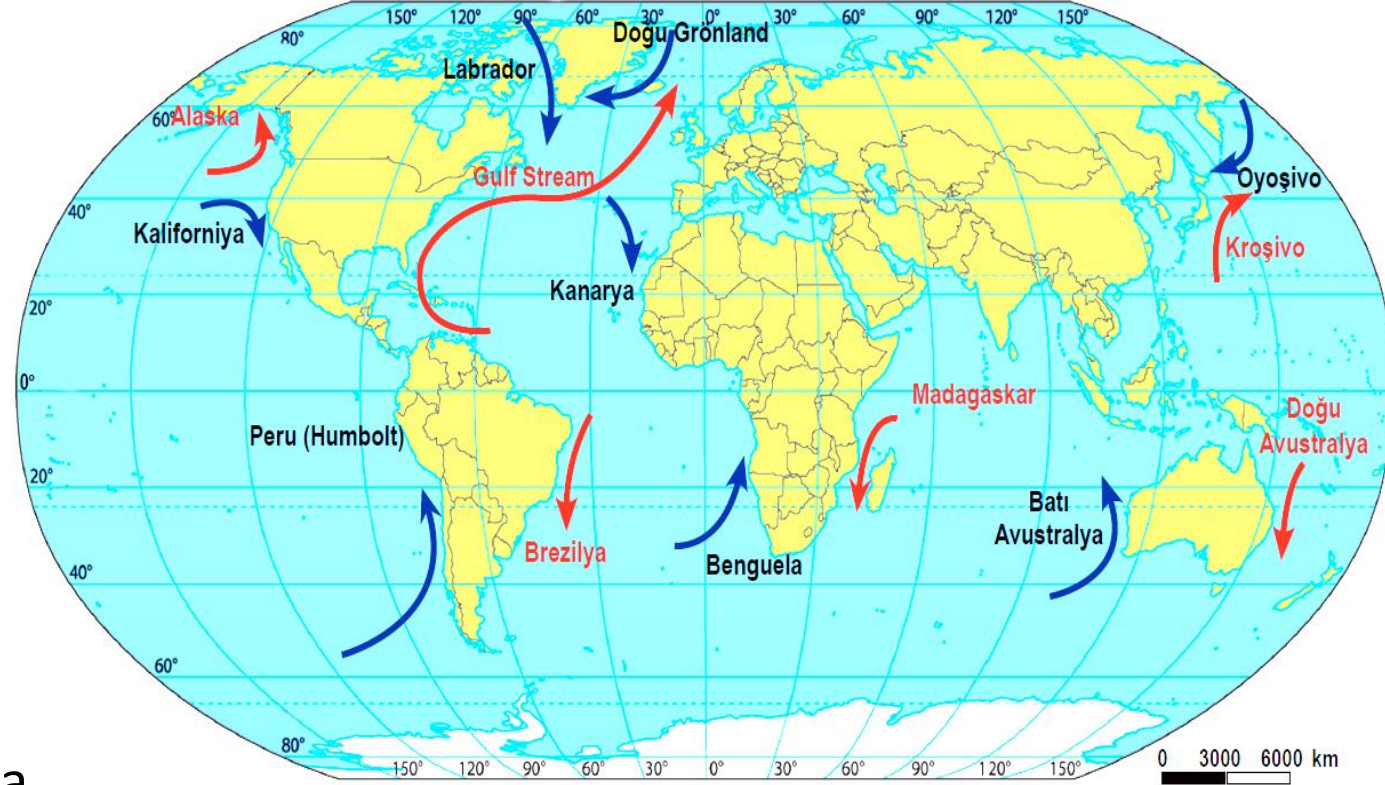 150° 120° 90° 60° 30° 0° 30° 60° 90° 120° 150°
80°
Doğu Grönland
Labrador
60°
Alaska
Gulf Stream
Oyoşivo
40°
Kaliforniya
Kroşivo
Kanarya
20°
0°
Madagaskar
Doğu
Avustralya
Peru (Humbolt)
20°
Batı
Avustralya
Brezilya
Benguela
40°
60°
80°
150° 120° 90° 60° 30° 0° 30° 60° 90° 120° 150°
0 3000 6000 km
a